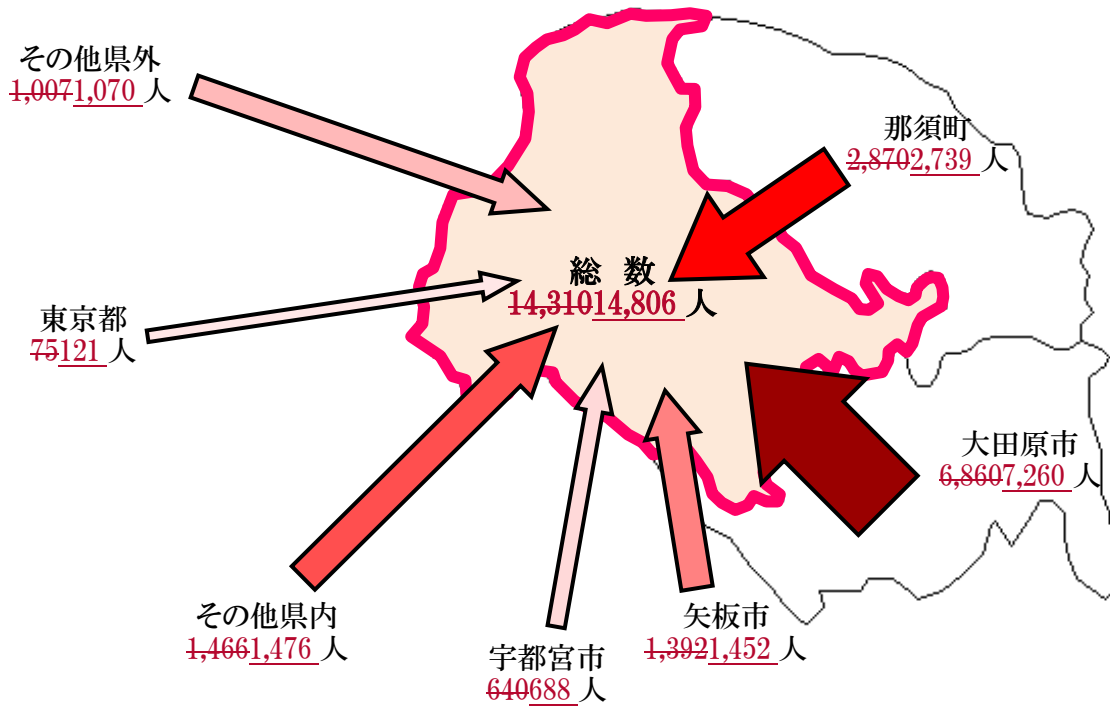 その他県外
1,0071,070 人
那須町
2,8702,739 人
総 数
14,31014,806 人
東京都
75121 人
大田原市
6,8607,260 人
その他県内
1,4661,476 人
矢板市
1,3921,452 人
宇都宮市
640688 人